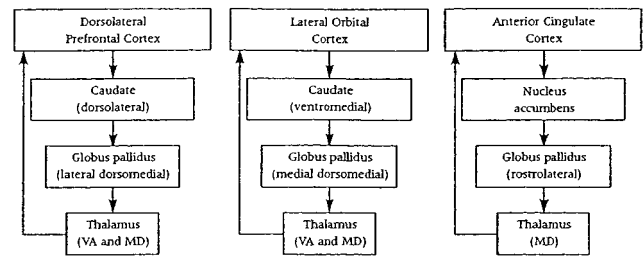 Dorsolateral
Prefrontal Cortex
Caudate
(dorsolateral)
Globus pallidus
(lateral dorsomedial)
Thalamus
(VA and MD)
Lateral Orbital
Cortex
Caudate
(ventromedial)
Globus pallidus
(medial dorsomedial)
Thalamus
(VA and MD)
Anterior Cingulate
Cortex
Nucleus
accumbens
Globus pallidus
(rostrolateral)
Thalamus
(MD)